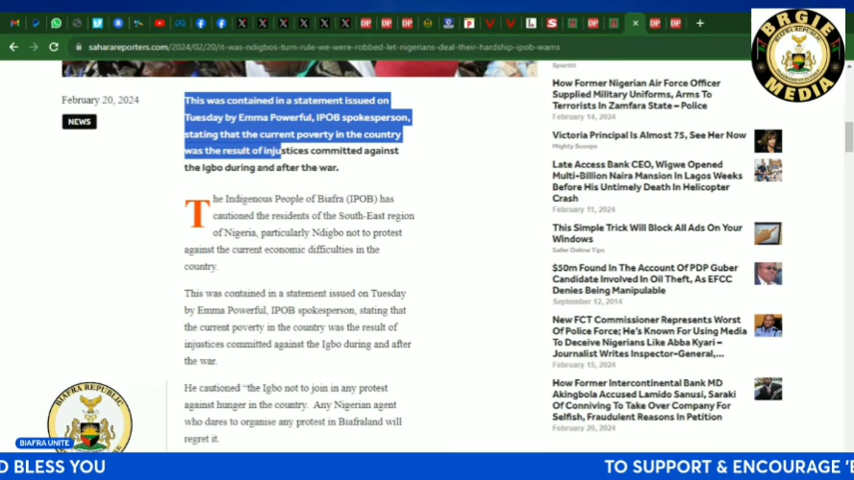 saharareporters.com/2024/02/20/it-was-ndigbos-turn-rule-we-were-robbed-let-nigerians-deal-their-hardship-ipob-warns
BRGIE
MEDIA
February 20, 2024
NEWS
This was contained in a statement issued on
Tuesday by Emma Powerful, IPOB spokesperson,
stating that the current poverty in the country
was the result of injustices committed against
the Igbo during and after the war.
The Indigenous People of Biafra (IPOB) has
cautioned the residents of the South-East region
of Nigeria, particularly Ndigbo not to protest
against the current economic difficulties in the
country.
This was contained in a statement issued on Tuesday
by Emma Powerful, IPOB spokesperson, stating that
the current poverty in the country was the result of
injustices committed against the Igbo during and after
the war.
He cautioned “the Igbo not to join in any protest
against hunger in the country.  Any Nigerian agent
who dares to organise any protest in Biafraland will
regret it.
SportIt
How Former Nigerian Air Force Officer
Supplied Military Uniforms, Arms To
Terrorists In Zamfara State – Police
February 14, 2024
Victoria Principal Is Almost 75, See Her Now
Mighty Scoops
Late Access Bank CEO, Wigwe Opened
Multi-Billion Naira Mansion In Lagos Weeks
Before His Untimely Death In Helicopter
Crash
February 11, 2024
This Simple Trick Will Block All Ads On Your
Windows
Safer Online Tips
$50m Found In The Account Of PDP Guber
Candidate Involved In Oil Theft, As EFCC
Denies Being Manipulable
September 12, 2014
New FCT Commissioner Represents Worst
Of Police Force; He's Known For Using Media
To Deceive Nigerians Like Abba Kyari –
Journalist Writes Inspector-General,...
February 15, 2024
How Former Intercontinental Bank MD
Akingbola Accused Lamido Sanusi, Saraki
Of Conniving To Take Over Company For
Selfish, Fraudulent Reasons In Petition
February 20, 2024
BIAFRA REPUBLIC
BIAFRA UNITE
D BLESS YOU
TO SUPPORT & ENCOURAGE 'B